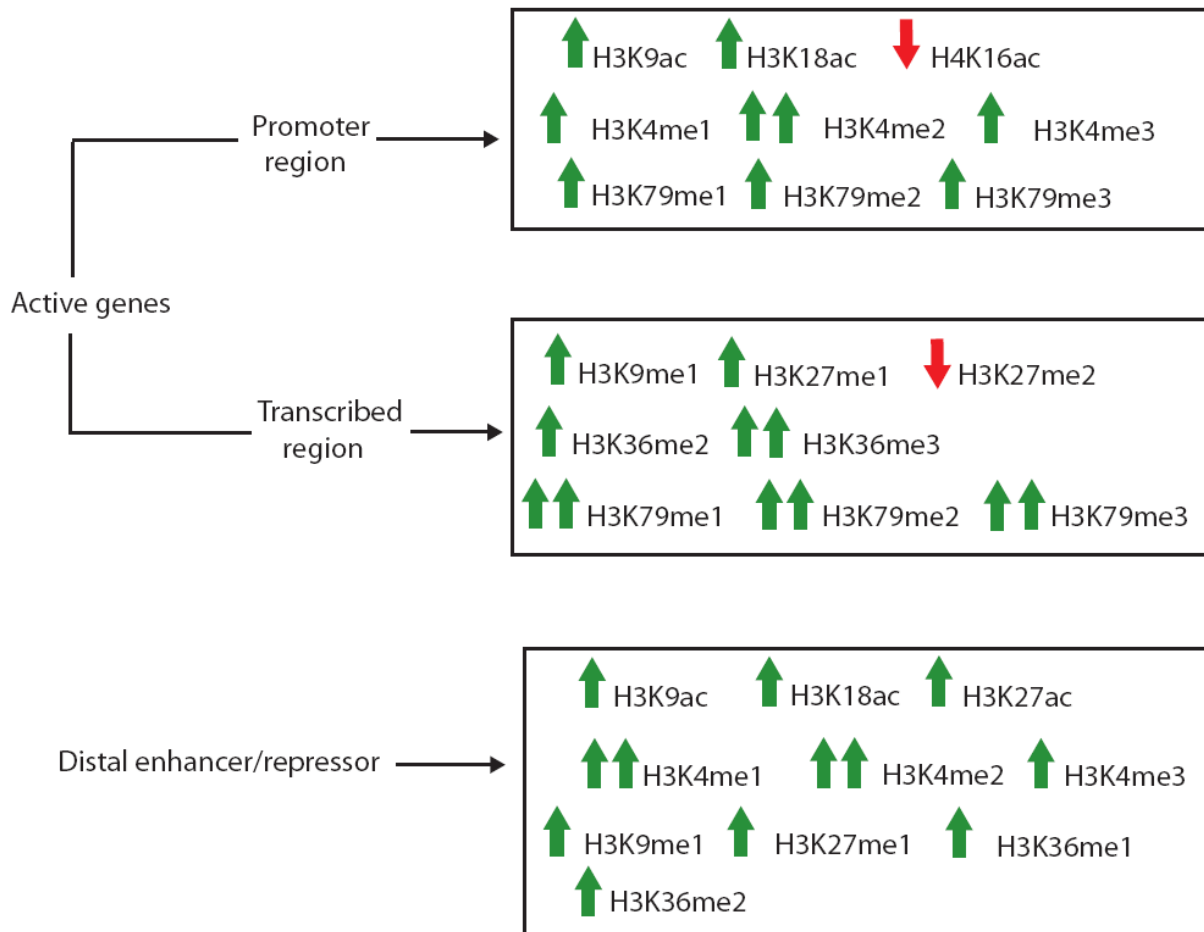 H3K9ac H3K18ac H4K16ac
Promoter region
H3K4me1 H3K4me2 H3K4me3
H3K79me1 H3K79me2 H3K79me3
Active genes
H3K9me1 H3K27me1 H3K27me2
Transcribed region
H3K36me2 H3K36me3
H3K79me1 H3K79me2 H3K79me3
H3K9ac H3K18ac H3K27ac
Distal enhancer/repressor
H3K4me1 H3K4me2 H3K4me3
H3K9me1 H3K27me1 H3K36me1
H3K36me2